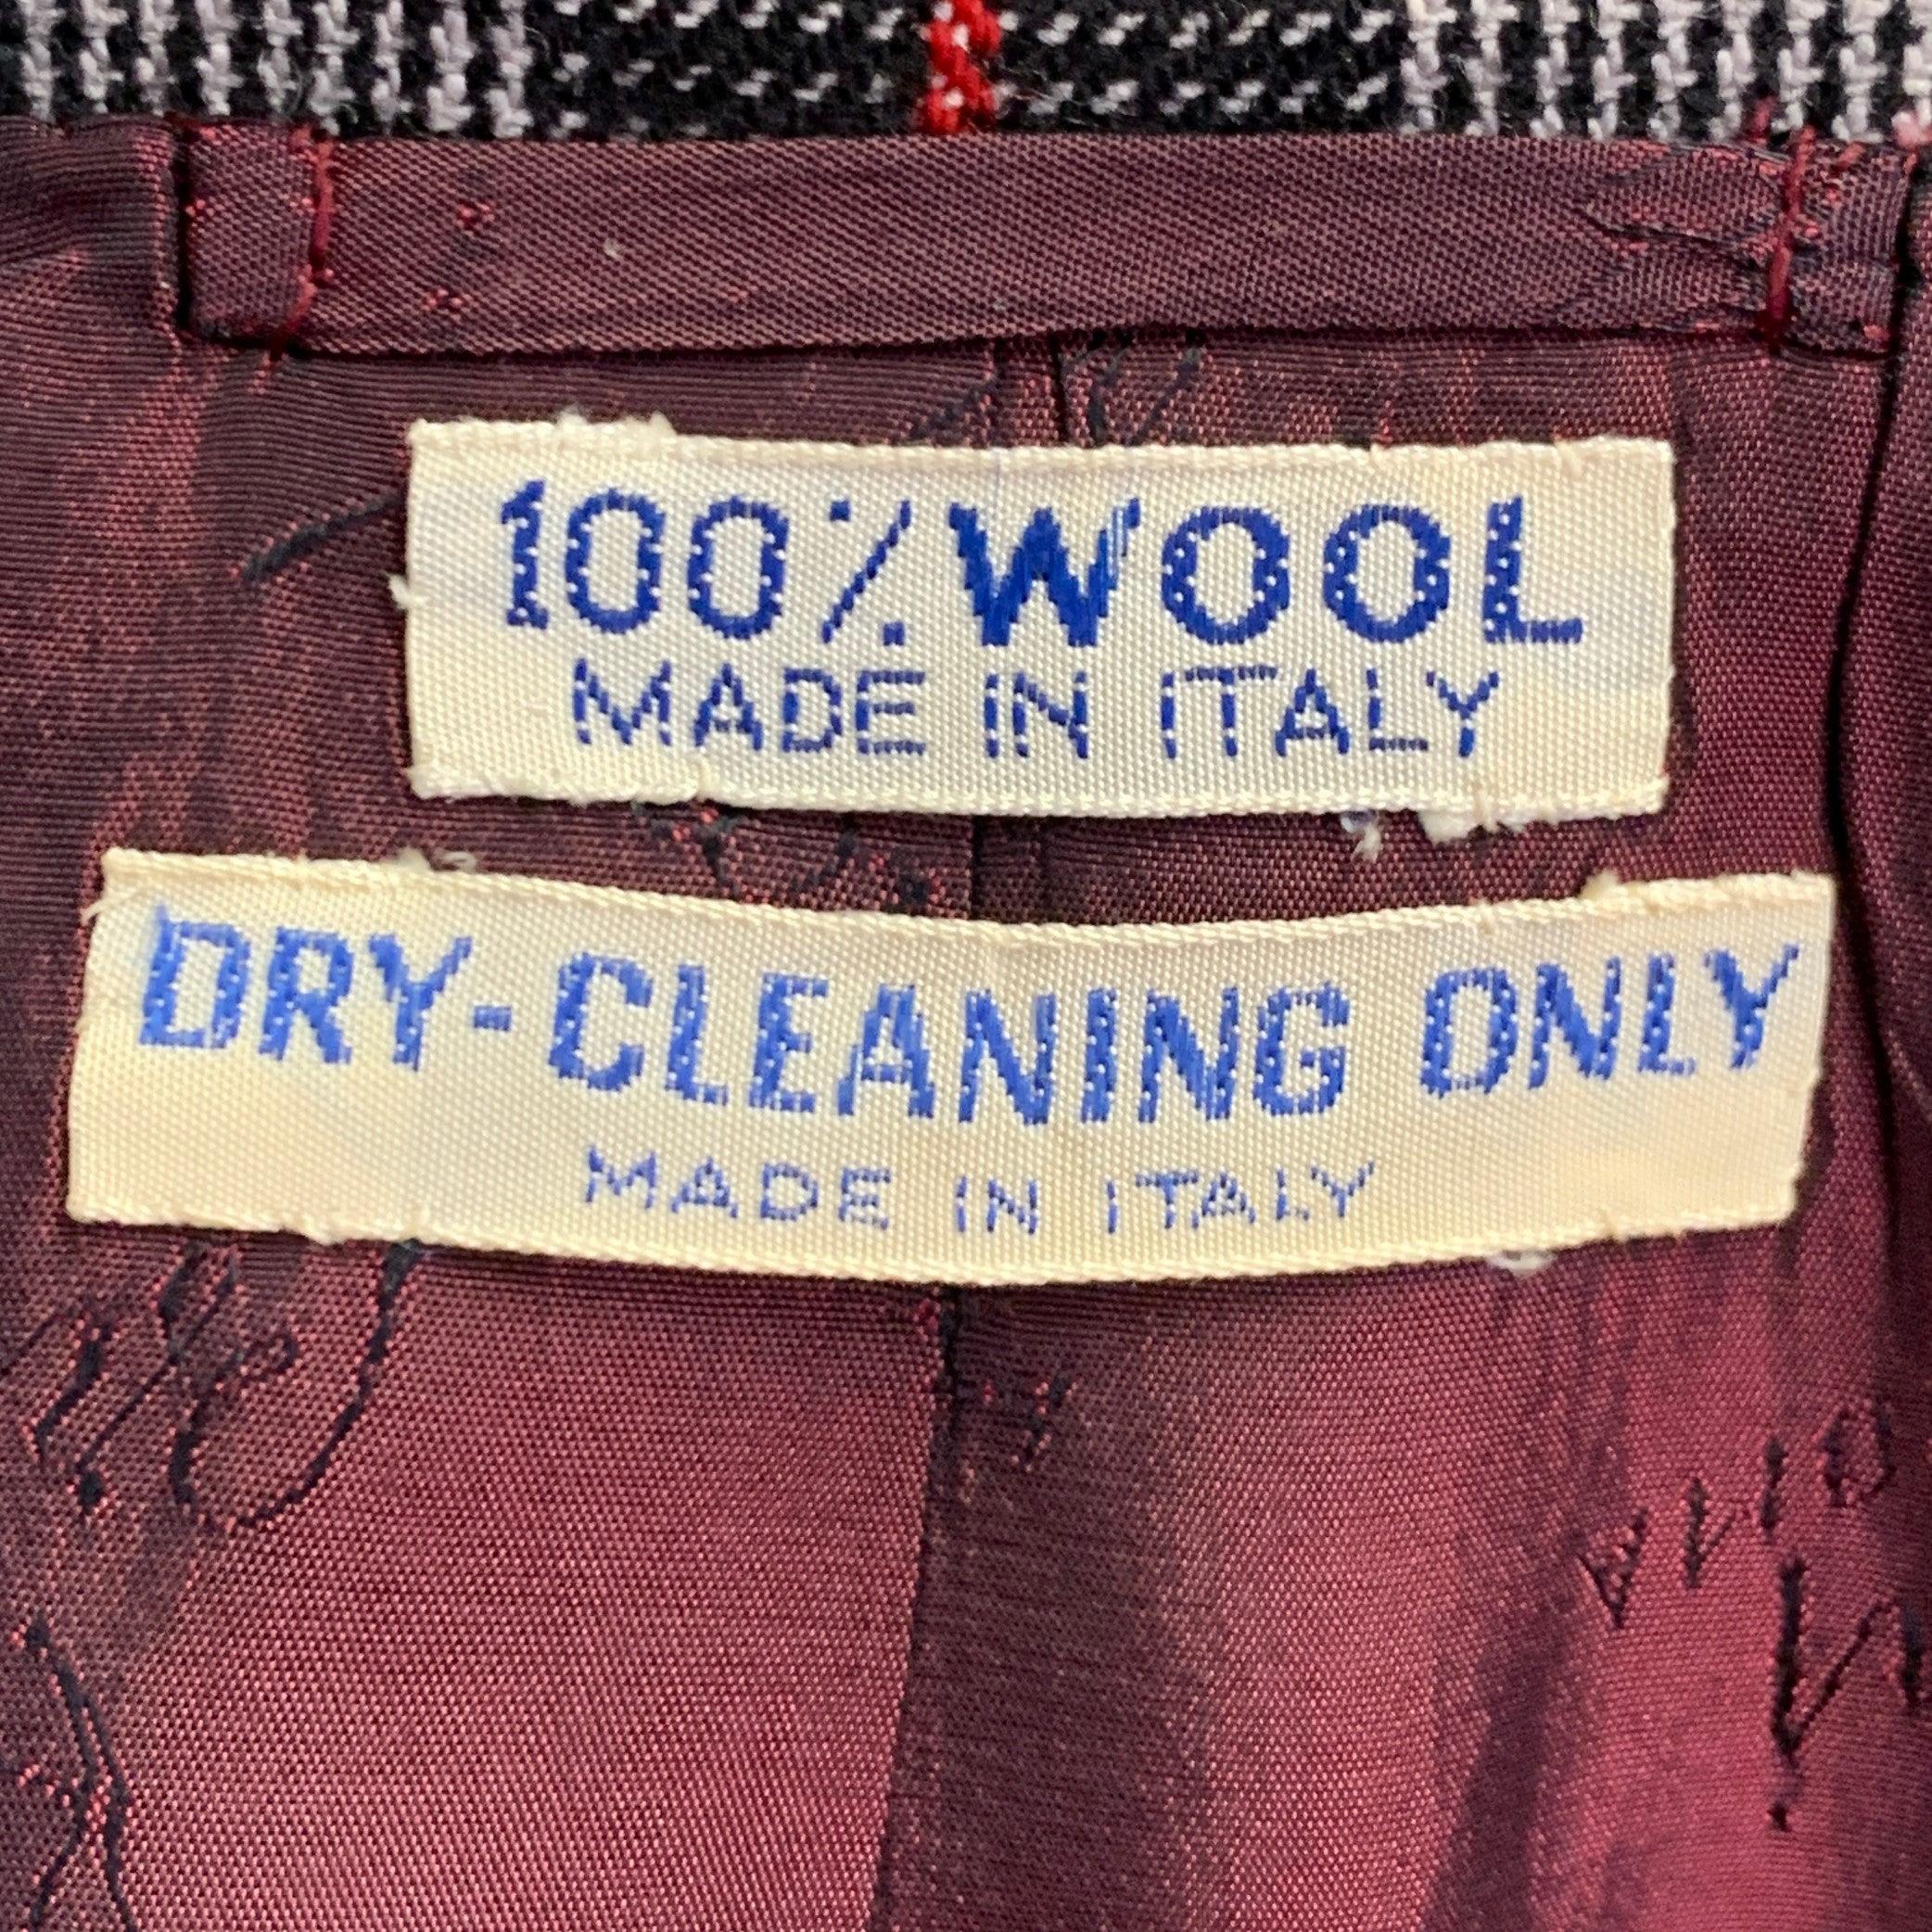 100% WOOL
MADE IN ITALY
DRY-CLEANING ONLY
MADE IN ITALY